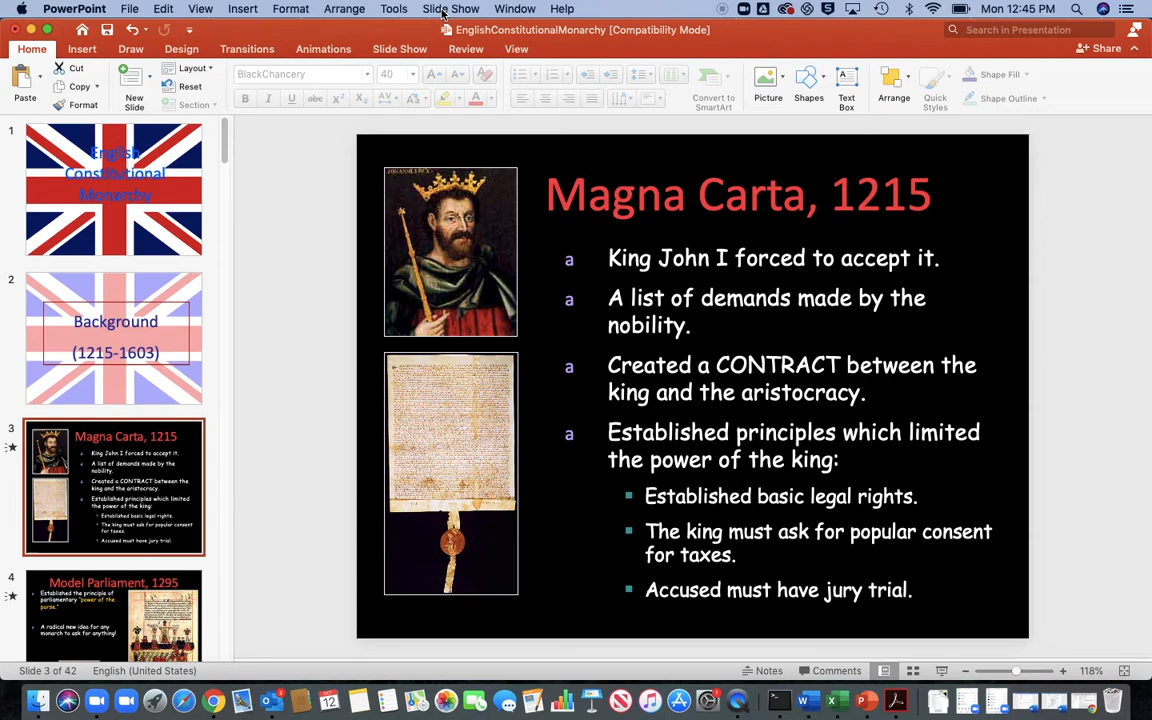 PowerPoint File Edit View Insert Format Arrange Tools Slide Show Window Help Mon 12:45 PM
EnglishConstitutionalMonarchy [Compatibility Mode] Search in Presentation
Home Insert Draw Design Transitions Animations Slide Show Review View Share
Paste Cut Copy Format
New Slide Layout Reset Section
BlackChancery 40
Convert to SmartArt
Picture Shapes Text Box Arrange Quick Styles Shape Fill Shape Outline
1
English
Constitutional
Monarchy
2
Background
(1215-1603)
3
Magna Carta, 1215
a King John I forced to accept it.
a A list of demands made by the
nobility.
a Created a CONTRACT between the
king and the aristocracy.
a Established principles which limited
the power of the king:
Established basic legal rights.
The king must ask for popular consent
for taxes.
Accused must have jury trial.
4
Model Parliament, 1295
Established the principle of
parliamentary "power of the
purse."
A radical new idea for any
monarch to ask for anything!
JOHANNES REX
Magna Carta, 1215
a King John I forced to accept it.
a A list of demands made by the
nobility.
a Created a CONTRACT between the
king and the aristocracy.
a Established principles which limited
the power of the king:
Established basic legal rights.
The king must ask for popular consent
for taxes.
Accused must have jury trial.
Slide 3 of 42 English (United States) Notes Comments 118%